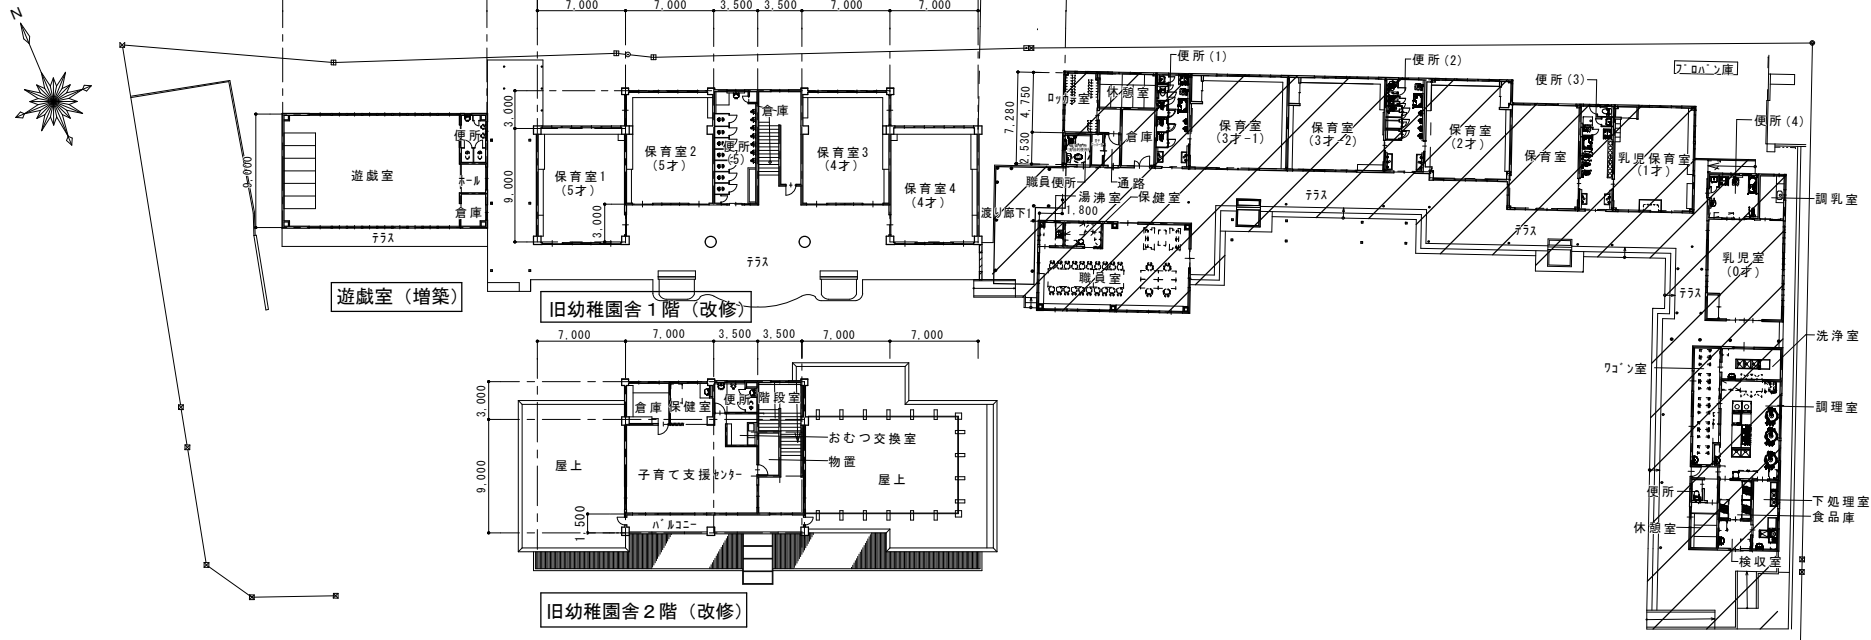 N
7,000 7,000 3,500 3,500 7,000 7,000
便所(1)
便所(2)
便所(3)
便所(4)
ﾌﾟﾛﾊﾟﾝ庫
遊戯室
便所
ﾎｰﾙ
倉庫
ﾃﾗｽ
9,000
3,000
9,000
3,000
保育室1
(5才)
保育室2
(5才)
便所
(5)
倉庫
保育室3
(4才)
保育室4
(4才)
ﾃﾗｽ
渡り廊下1
7,280
4,750
2,530
ﾛｯｶｰ室
休憩室
倉庫
保育室
(3才-1)
保育室
(3才-2)
保育室
(2才)
保育室
乳児保育室
(1才)
職員便所
通路
湯沸室
保健室
1,800
職員室
ﾃﾗｽ
ﾃﾗｽ
調乳室
乳児室
(0才)
ﾃﾗｽ
遊戯室（増築）
旧幼稚園舎１階（改修）
7,000 7,000 3,500 3,500 7,000 7,000
3,000
9,000
1,500
倉庫
保健室
便所
階段室
おむつ交換室
物置
屋上
子育て支援ｾﾝﾀｰ
屋上
ﾊﾞﾙｺﾆｰ
旧幼稚園舎２階（改修）
洗浄室
ﾜｺﾞﾝ室
調理室
便所
下処理室
食品庫
休憩室
検収室